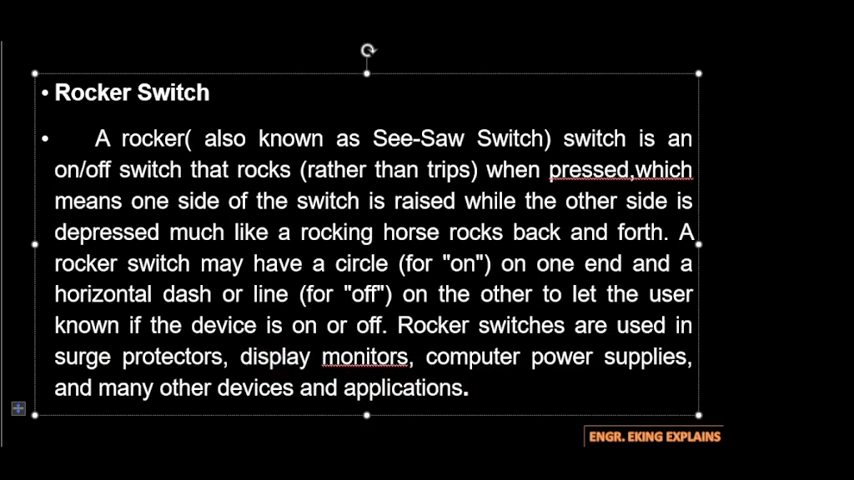 • Rocker Switch
• A rocker( also known as See-Saw Switch) switch is an
on/off switch that rocks (rather than trips) when pressed,which
means one side of the switch is raised while the other side is
depressed much like a rocking horse rocks back and forth. A
rocker switch may have a circle (for "on") on one end and a
horizontal dash or line (for "off") on the other to let the user
known if the device is on or off. Rocker switches are used in
surge protectors, display monitors, computer power supplies,
and many other devices and applications.
ENGR. EKING EXPLAINS